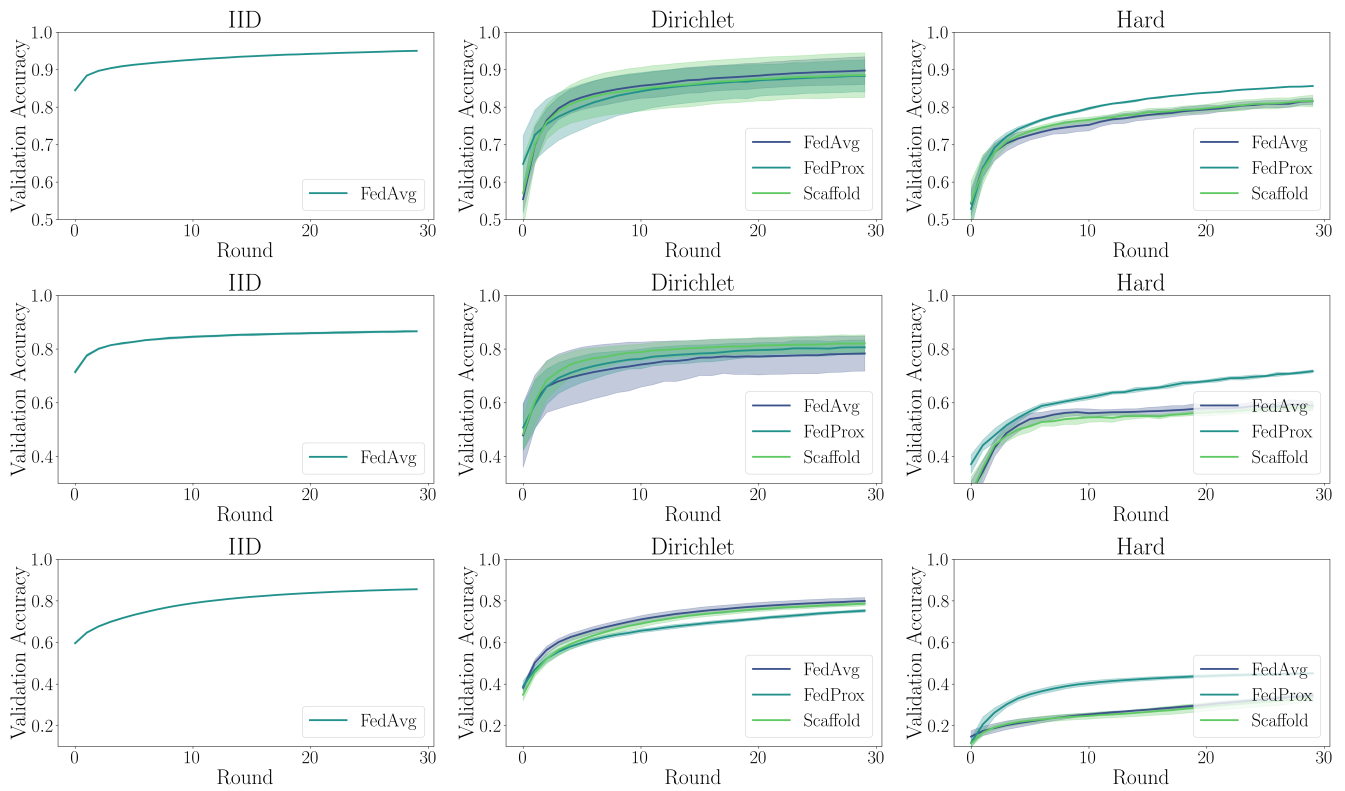 IID
Validation Accuracy
1.0
0.9
0.8
0.7
0.6
0.5
FedAvg
0 10 20 30
Round
Dirichlet
Validation Accuracy
1.0
0.9
0.8
0.7
0.6
0.5
FedAvg
FedProx
Scaffold
0 10 20 30
Round
Hard
Validation Accuracy
1.0
0.9
0.8
0.7
0.6
0.5
FedAvg
FedProx
Scaffold
0 10 20 30
Round
IID
Validation Accuracy
1.0
0.8
0.6
0.4
FedAvg
0 10 20 30
Round
Dirichlet
Validation Accuracy
1.0
0.8
0.6
0.4
FedAvg
FedProx
Scaffold
0 10 20 30
Round
Hard
Validation Accuracy
1.0
0.8
0.6
0.4
FedAvg
FedProx
Scaffold
0 10 20 30
Round
IID
Validation Accuracy
1.0
0.8
0.6
0.4
0.2
FedAvg
0 10 20 30
Round
Dirichlet
Validation Accuracy
1.0
0.8
0.6
0.4
0.2
FedAvg
FedProx
Scaffold
0 10 20 30
Round
Hard
Validation Accuracy
1.0
0.8
0.6
0.4
0.2
FedAvg
FedProx
Scaffold
0 10 20 30
Round